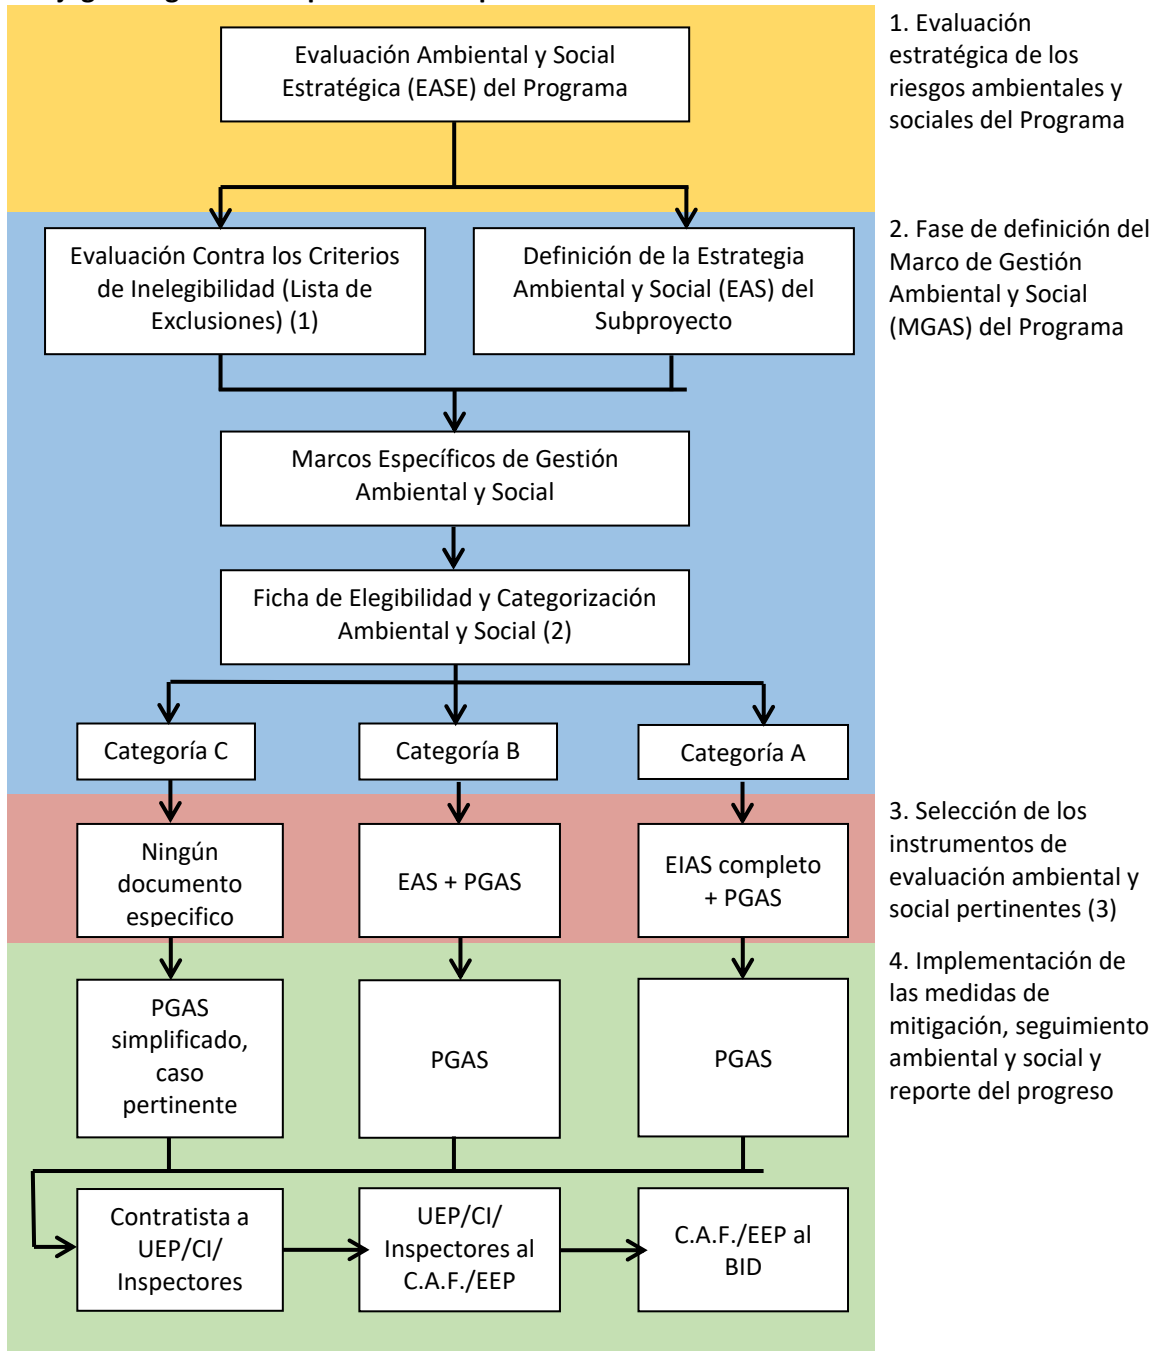 Evaluación Ambiental y Social
Estratégica (EASE) del Programa
1. Evaluación
estratégica de los
riesgos ambientales y
sociales del Programa
Evaluación Contra los Criterios
de Inelegibilidad (Lista de
Exclusiones) (1)
Definición de la Estrategia
Ambiental y Social (EAS) del
Subproyecto
2. Fase de definición del
Marco de Gestión
Ambiental y Social
(MGAS) del Programa
Marcos Específicos de Gestión
Ambiental y Social
Ficha de Elegibilidad y Categorización
Ambiental y Social (2)
Categoría C
Categoría B
Categoría A
Ningún
documento
especifico
EAS + PGAS
EIAS completo
+ PGAS
3. Selección de los
instrumentos de
evaluación ambiental y
social pertinentes (3)
PGAS
simplificado,
caso
pertinente
PGAS
PGAS
4. Implementación de
las medidas de
mitigación, seguimiento
ambiental y social y
reporte del progreso
Contratista a
UEP/CI/
Inspectores
UEP/CI/
Inspectores al
C.A.F./EEP
C.A.F./EEP al
BID